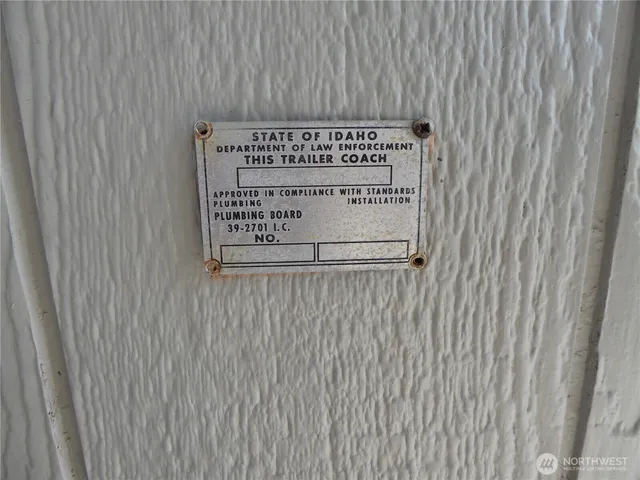 STATE OF IDAHO
DEPARTMENT OF LAW ENFORCEMENT
THIS TRAILER COACH
APPROVED IN COMPLIANCE WITH STANDARDS
PLUMBING INSTALLATION
PLUMBING BOARD
39-2701 I.C.
NO.
NORTHWEST